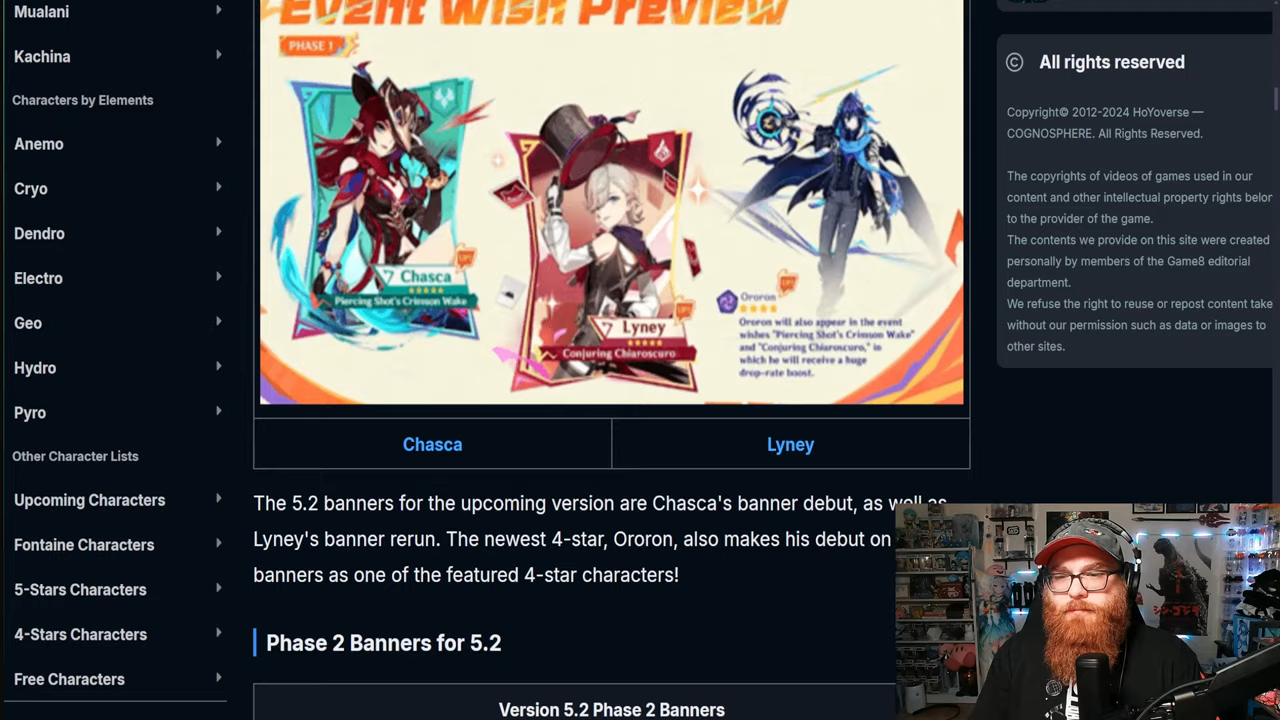 Mualani
Kachina
Characters by Elements
Anemo
Cryo
Dendro
Electro
Geo
Hydro
Pyro
Other Character Lists
Upcoming Characters
Fontaine Characters
5-Stars Characters
4-Stars Characters
Free Characters
Event Wish Preview
PHASE 1
Chasca
Piercing Shot's Crimson Wake
Lyney
Conjuring Chiaroscuro
Ororon
Ororon will also appear in the event
wishes "Piercing Shot's Crimson Wake"
and "Conjuring Chiaroscuro," in
which he will receive a huge
drop-rate boost.
Chasca
Lyney
The 5.2 banners for the upcoming version are Chasca's banner debut, as well as
Lyney's banner rerun. The newest 4-star, Ororon, also makes his debut on
banners as one of the featured 4-star characters!
Phase 2 Banners for 5.2
Version 5.2 Phase 2 Banners
© All rights reserved
Copyright© 2012-2024 HoYoverse —
COGNOSPHERE. All Rights Reserved.
The copyrights of videos of games used in our
content and other intellectual property rights belor
to the provider of the game.
The contents we provide on this site were created
personally by members of the Game8 editorial
department.
We refuse the right to reuse or repost content take
without our permission such as data or images to
other sites.
シン・ゴジラ